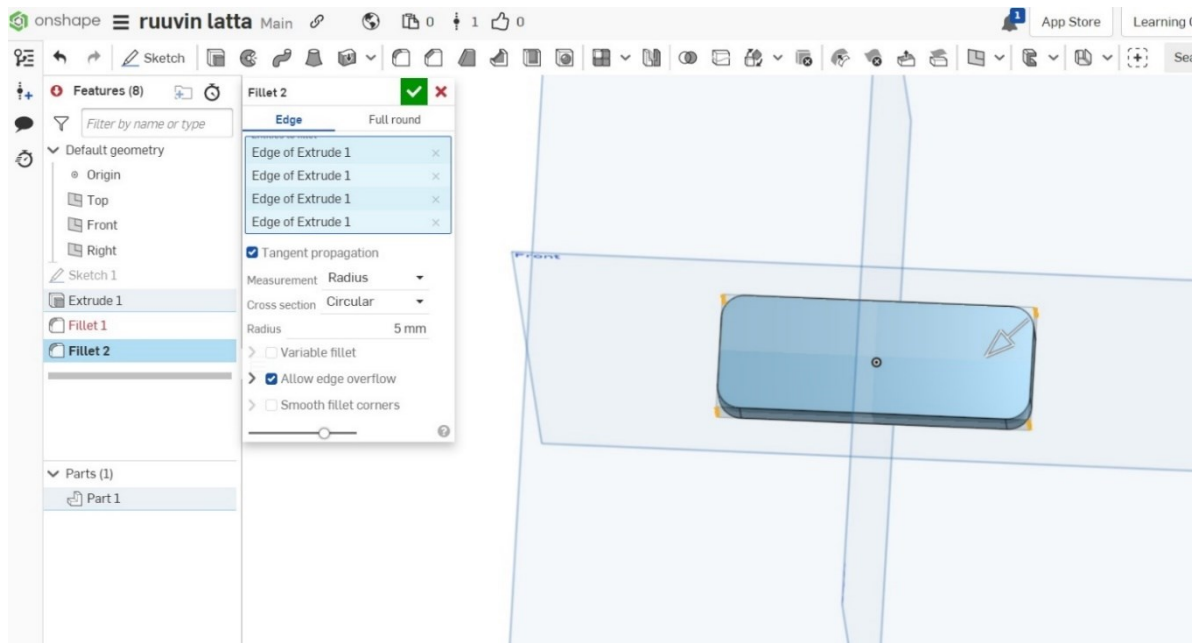 onshape ruuvin latta Main 0 1 0 1 App Store Learning
Sketch Sea
Features (8)
Filter by name or type
Default geometry
Origin
Top
Front
Right
Sketch 1
Extrude 1
Fillet 1
Fillet 2
Parts (1)
Part 1
Fillet 2
Edge Full round
Edge of Extrude 1
Edge of Extrude 1
Edge of Extrude 1
Edge of Extrude 1
Tangent propagation
Measurement Radius
Cross section Circular
Radius 5 mm
Variable fillet
Allow edge overflow
Smooth fillet corners
Front